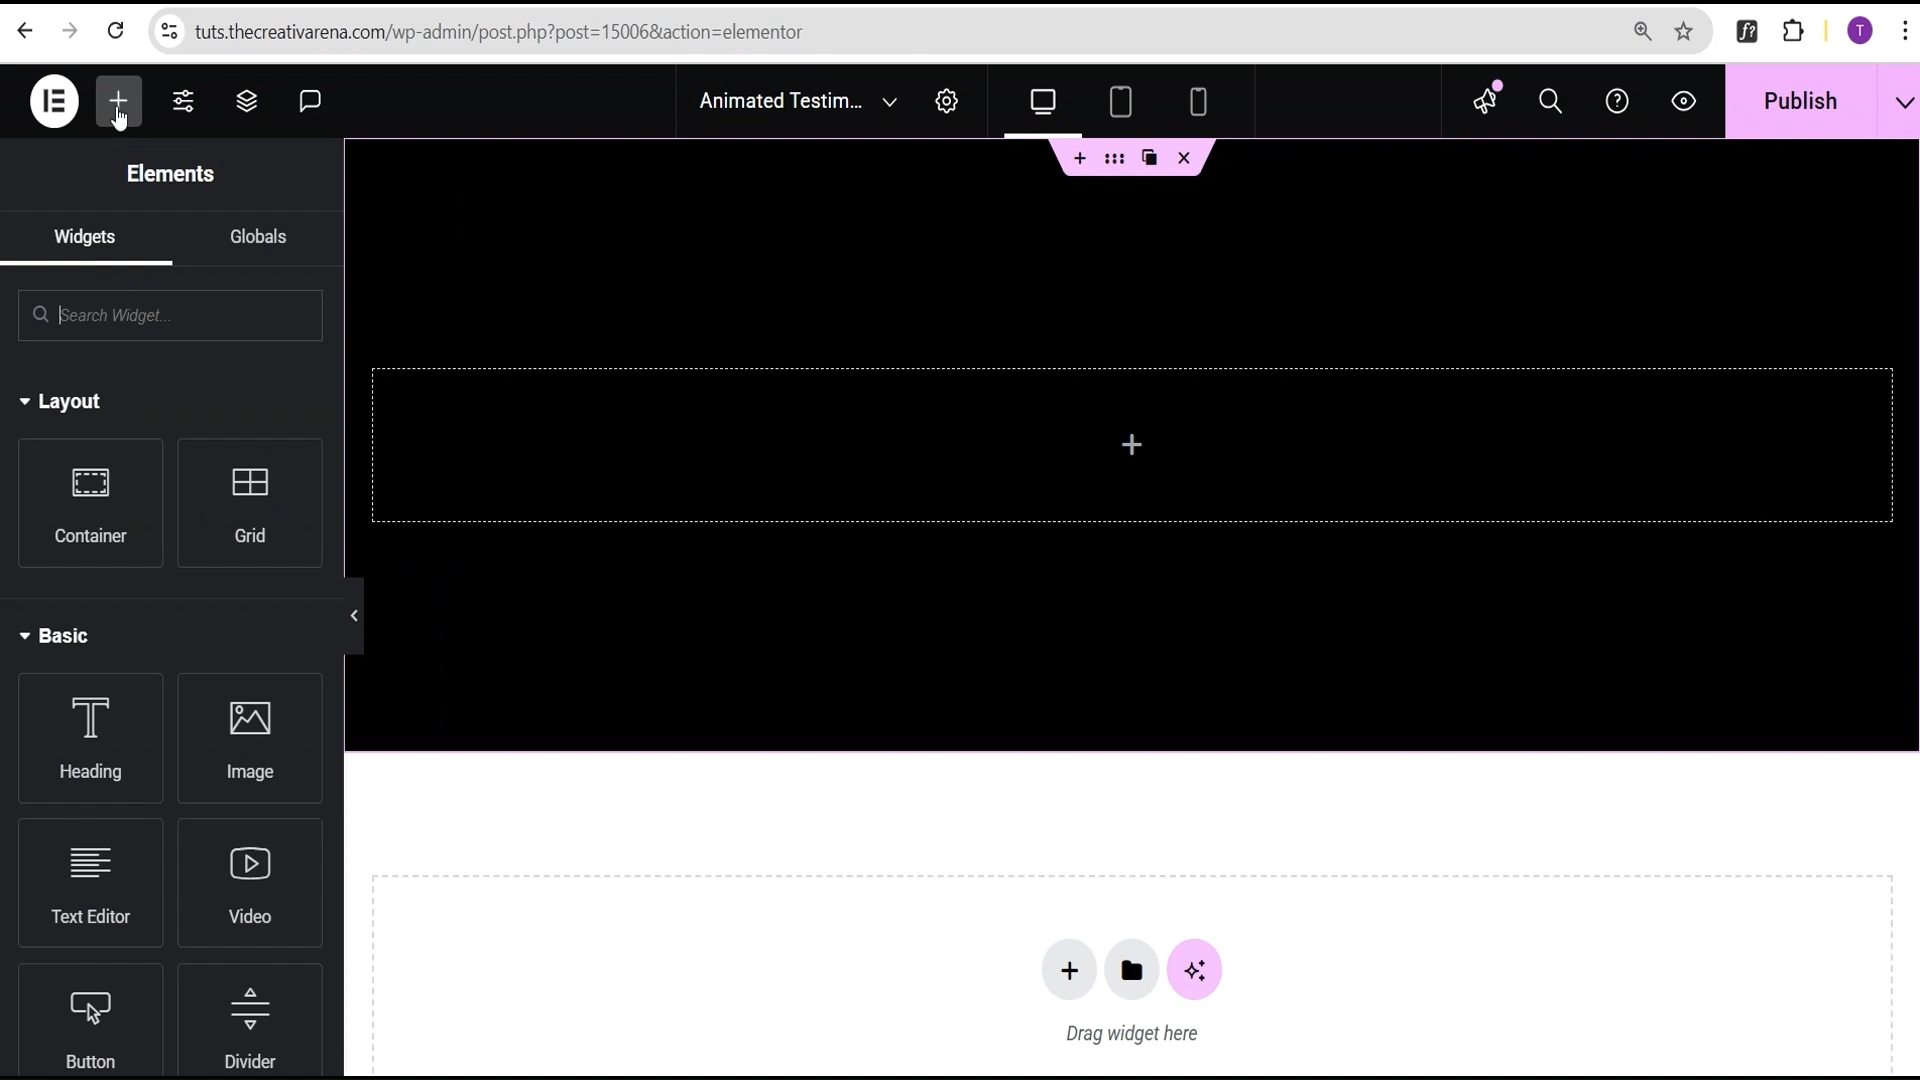 tuts.thecreativarena.com/wp-admin/post.php?post=15006&action=elementor
T
Animated Testim...
Publish
Elements
Widgets
Globals
Search Widget...
Layout
Container
Grid
Basic
Heading
Image
Text Editor
Video
Button
Divider
Drag widget here